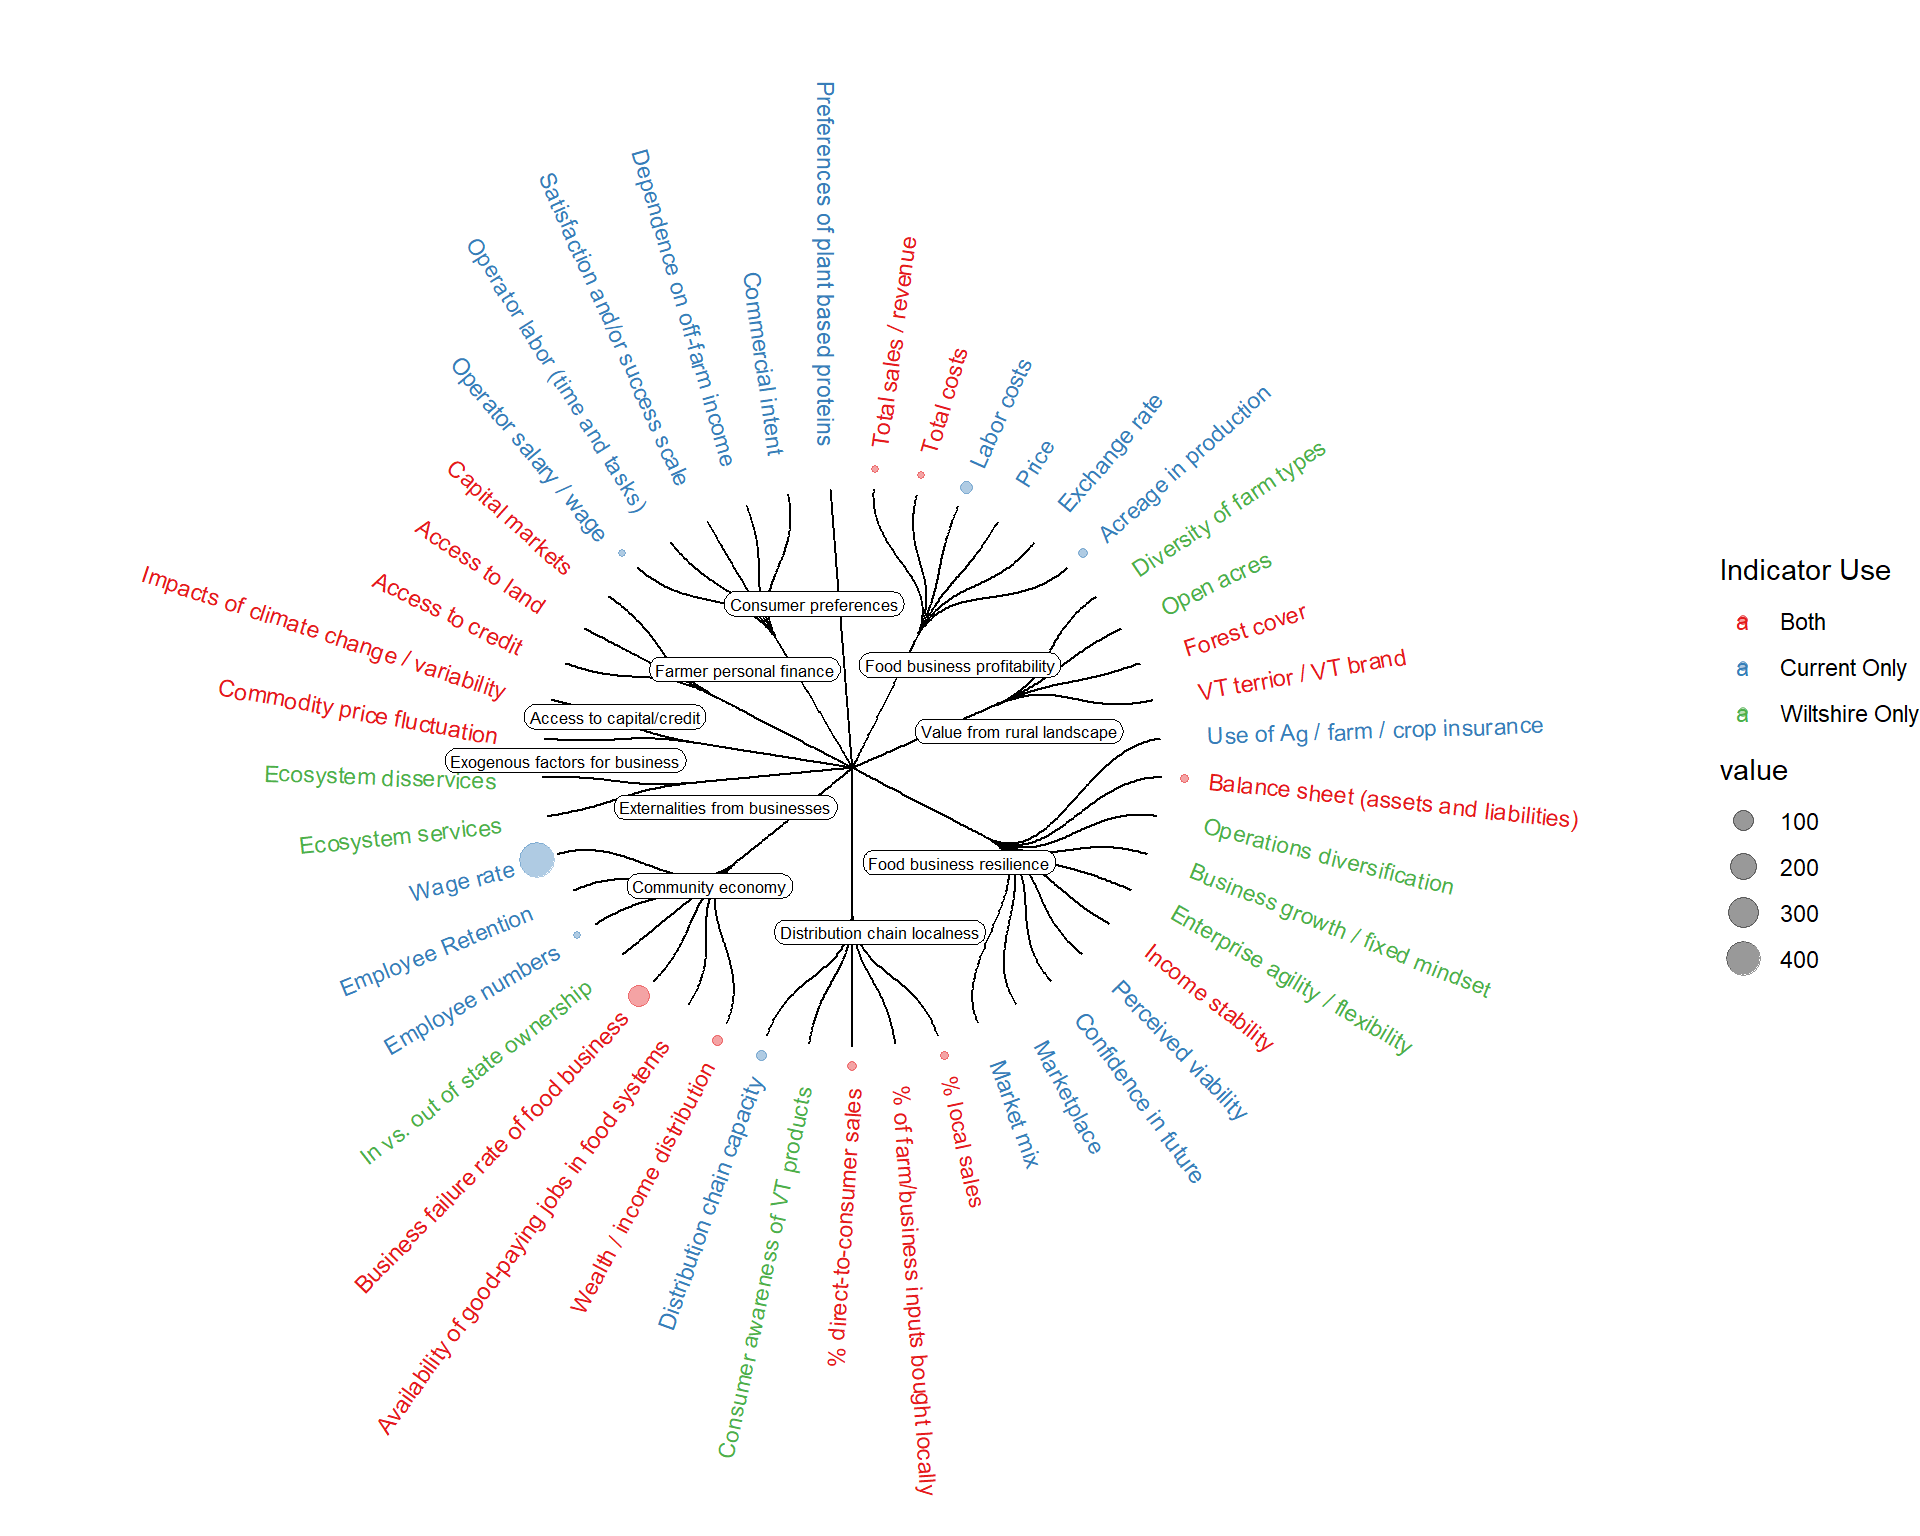 Preferences of plant based proteins
Total sales / revenue
Total costs
Labor costs
Price
Exchange rate
Acreage in production
Diversity of farm types
Open acres
Forest cover
VT terrior / VT brand
Use of Ag / farm / crop insurance
Balance sheet (assets and liabilities)
Operations diversification
Business growth / fixed mindset
Enterprise agility / flexibility
Income stability
Perceived viability
Confidence in future
Marketplace
Market mix
% local sales
% of farm/business inputs bought locally
% direct-to-consumer sales
Consumer awareness of VT products
Distribution chain capacity
Wealth / income distribution
Availability of good-paying jobs in food systems
Business failure rate of food business
In vs. out of state ownership
Employee numbers
Employee Retention
Wage rate
Ecosystem services
Ecosystem disservices
Commodity price fluctuation
Impacts of climate change / variability
Access to credit
Access to land
Capital markets
Operator salary / wage
Operator labor (time and tasks)
Satisfaction and/or success scale
Dependence on off-farm income
Commercial intent
Consumer preferences
Food business profitability
Farmer personal finance
Access to capital/credit
Value from rural landscape
Exogenous factors for business
Externalities from businesses
Food business resilience
Community economy
Distribution chain localness
Indicator Use
a Both
a Current Only
a Wiltshire Only
value
100
200
300
400